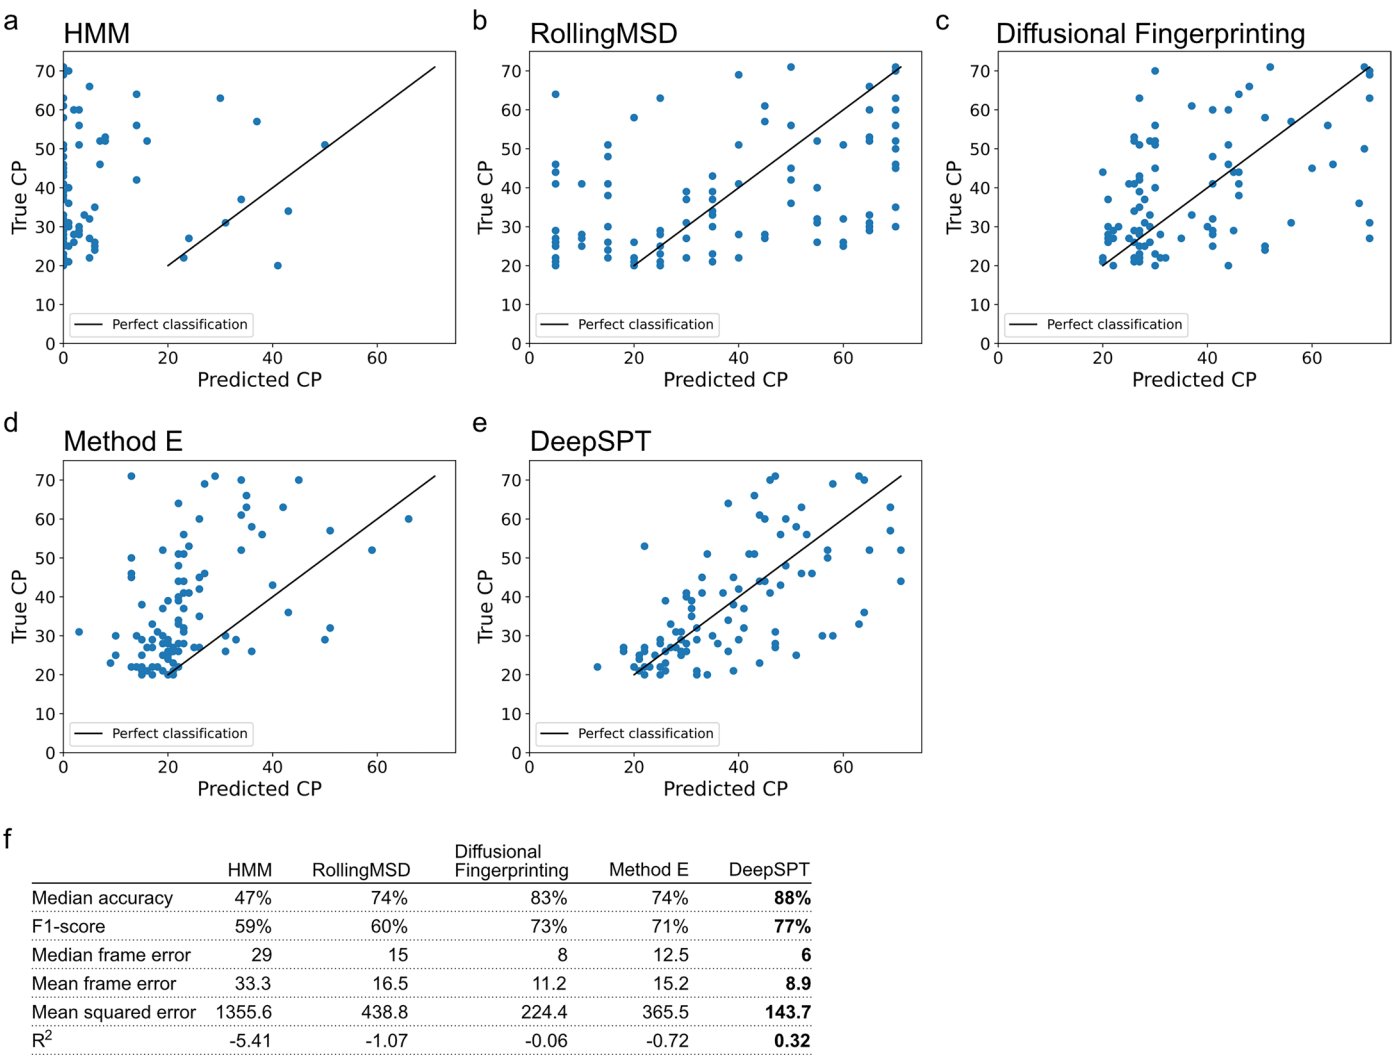 a
HMM
70
60
50
40
30
20
10
0
True CP
Perfect classification
0 20 40 60
Predicted CP
b
RollingMSD
70
60
50
40
30
20
10
0
True CP
Perfect classification
0 20 40 60
Predicted CP
c
Diffusional Fingerprinting
70
60
50
40
30
20
10
0
True CP
Perfect classification
0 20 40 60
Predicted CP
d
Method E
70
60
50
40
30
20
10
0
True CP
Perfect classification
0 20 40 60
Predicted CP
e
DeepSPT
70
60
50
40
30
20
10
0
True CP
Perfect classification
0 20 40 60
Predicted CP
f
HMM RollingMSD Diffusional Fingerprinting Method E DeepSPT
Median accuracy 47% 74% 83% 74% 88%
F1-score 59% 60% 73% 71% 77%
Median frame error 29 15 8 12.5 6
Mean frame error 33.3 16.5 11.2 15.2 8.9
Mean squared error 1355.6 438.8 224.4 365.5 143.7
R² -5.41 -1.07 -0.06 -0.72 0.32